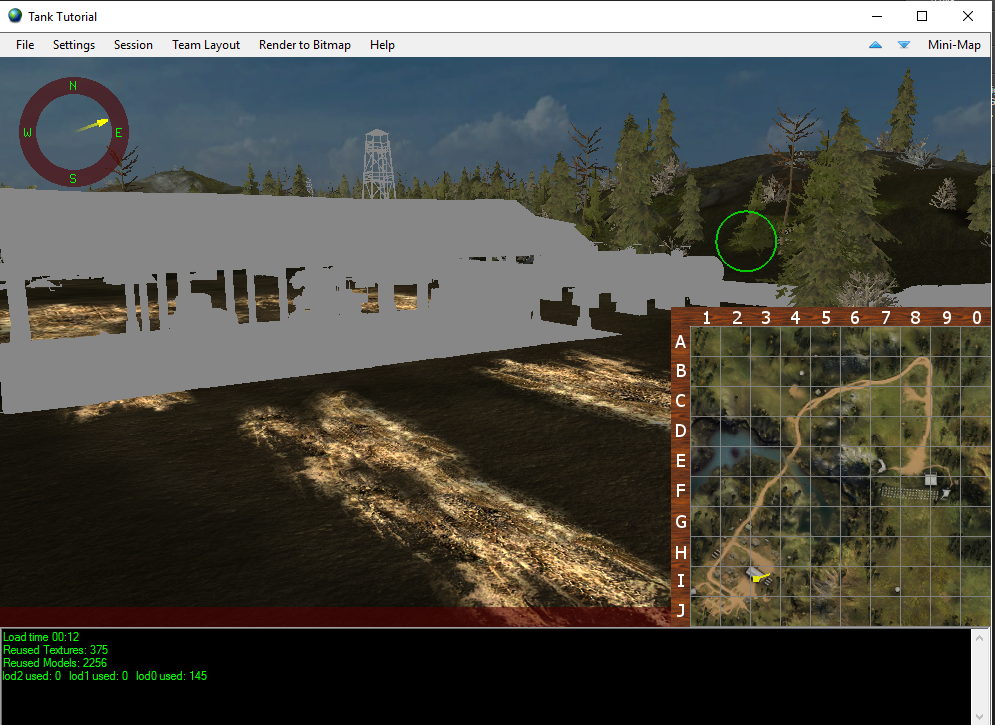 Tank Tutorial
File Settings Session Team Layout Render to Bitmap Help Mini-Map
N
W E
S
1 2 3 4 5 6 7 8 9 0
A
B
C
D
E
F
G
H
I
J
Load time 00:12
Reused Textures: 375
Reused Models: 2256
lod2 used: 0 lod1 used: 0 lod0 used: 145